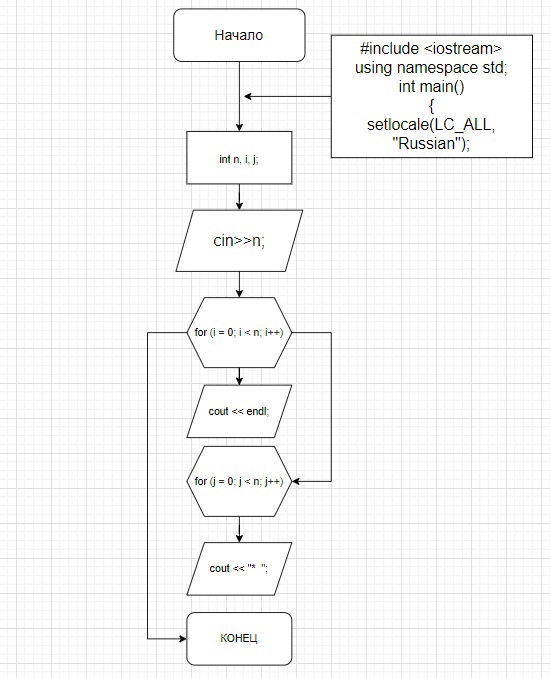 Начало
#include <iostream>
using namespace std;
int main()
{
setlocale(LC_ALL,
"Russian");
int n, i, j;
cin>>n;
for (i = 0; i < n; i++)
cout << endl;
for (j = 0; j < n; j++)
cout << "*  ";
КОНЕЦ